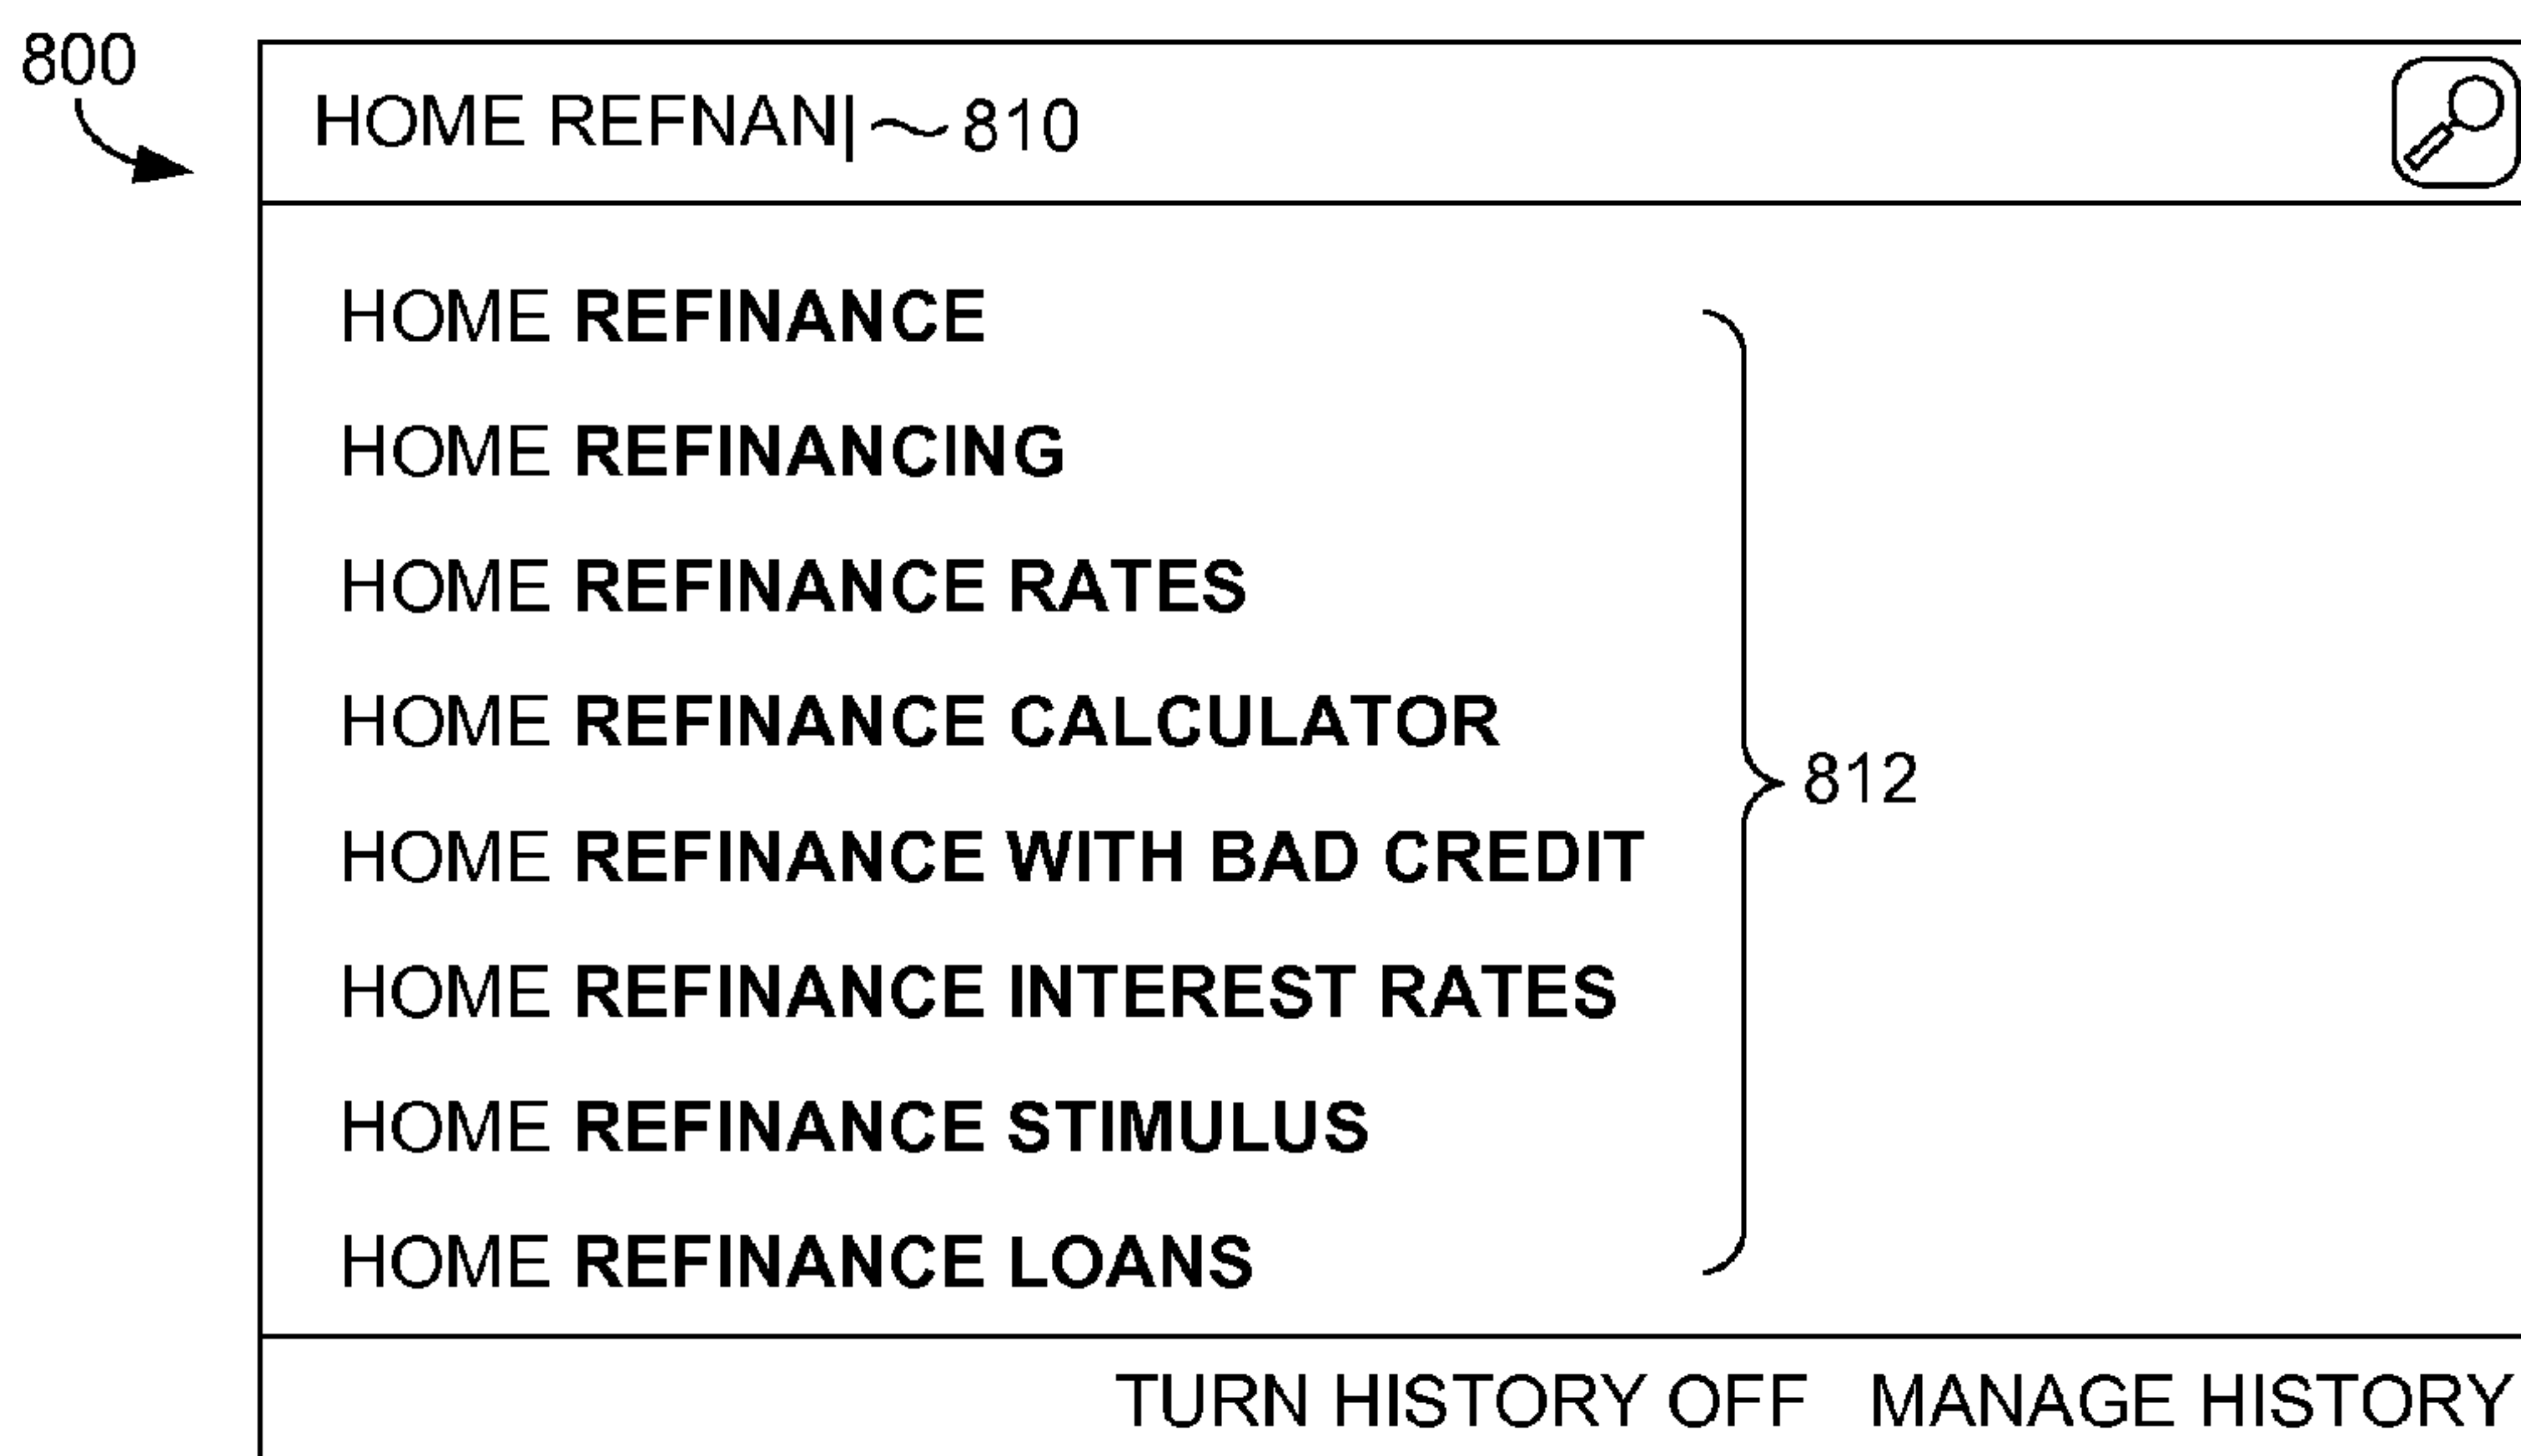 800
HOME REFNAN| 810
HOME REFINANCE
HOME REFINANCING
HOME REFINANCE RATES
HOME REFINANCE CALCULATOR
812
HOME REFINANCE WITH BAD CREDIT
HOME REFINANCE INTEREST RATES
HOME REFINANCE STIMULUS
HOME REFINANCE LOANS
TURN HISTORY OFF MANAGE HISTORY